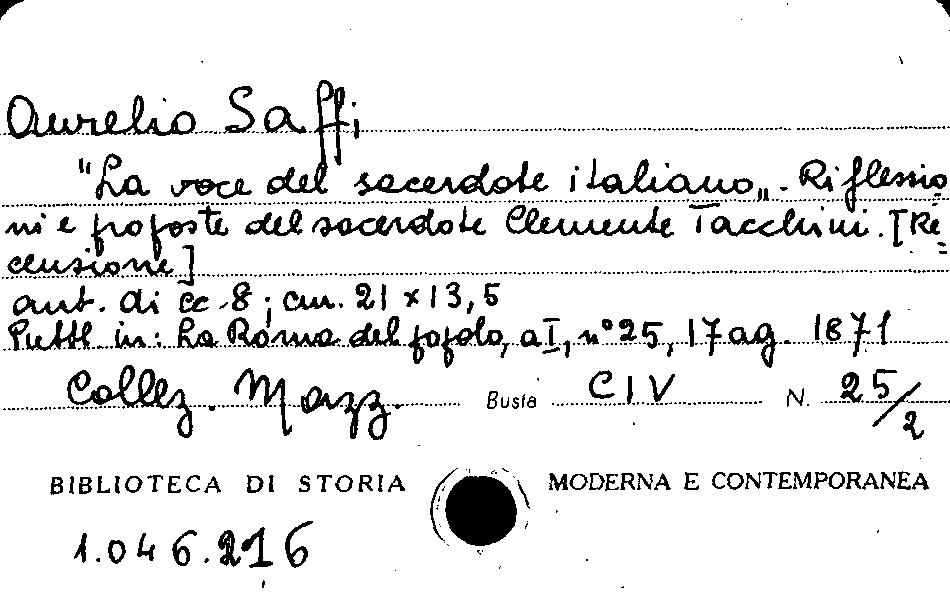 Aurelio Saffi
"La voce del sacerdote italiano„. Riflessio
ni e proposte del sacerdote Clemente Tacchini. [Re=
censione]
aut. di cc. 8; cm. 21 x 13,5
Pubbl. in: La Roma del popolo, a I, n° 25, 17 ag. 1871
Collez. Mazz. Busta CIV N. 25/2
BIBLIOTECA DI STORIA MODERNA E CONTEMPORANEA
1.046.216